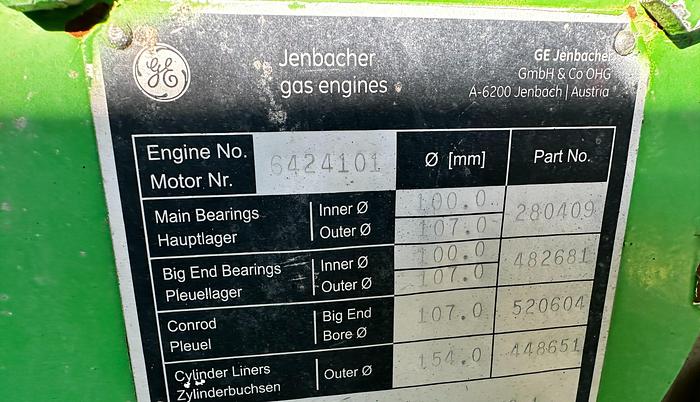 GE
Jenbacher
gas engines
GE Jenbacher
GmbH & Co OHG
A-6200 Jenbach | Austria
Engine No.
Motor Nr.
6424101
Ø [mm]
Part No.
Main Bearings
Hauptlager
Inner Ø
Outer Ø
100.0
107.0
280409
Big End Bearings
Pleuellager
Inner Ø
Outer Ø
100.0
107.0
482681
Conrod
Pleuel
Big End
Bore Ø
107.0
520604
Cylinder Liners
Zylinderbuchsen
Outer Ø
154.0
448651